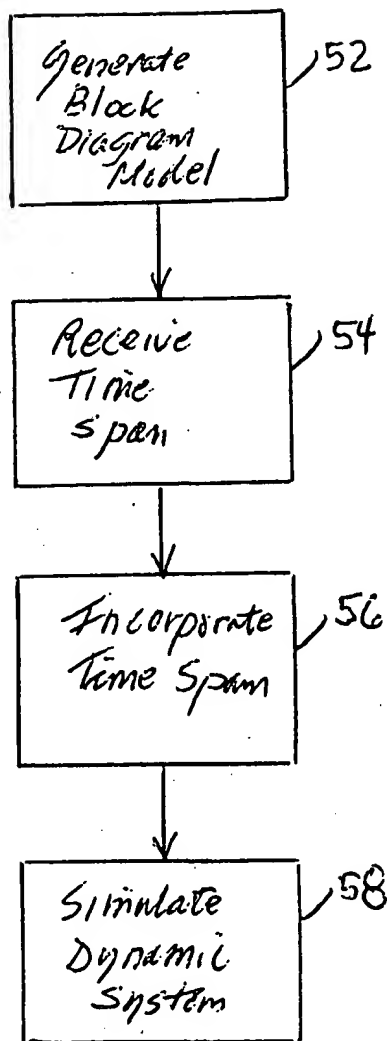 Generate
Block
Diagram
Model
52
Receive
Time
Span
54
Incorporate
Time Span
56
Simulate
Dynamic
System
58